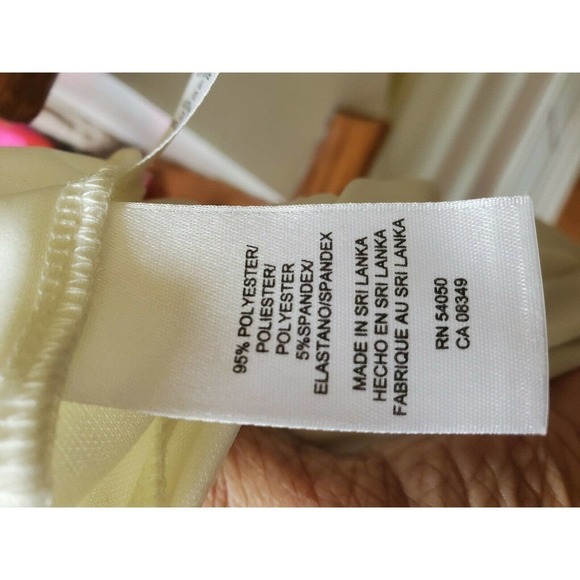 95% POLYESTER/
POLIESTER/
POLYESTER
5%SPANDEX/
ELASTANO/SPANDEX
MADE IN SRI LANKA
HECHO EN SRI LANKA
FABRIQUE AU SRI LANKA
RN 54050
CA 08349